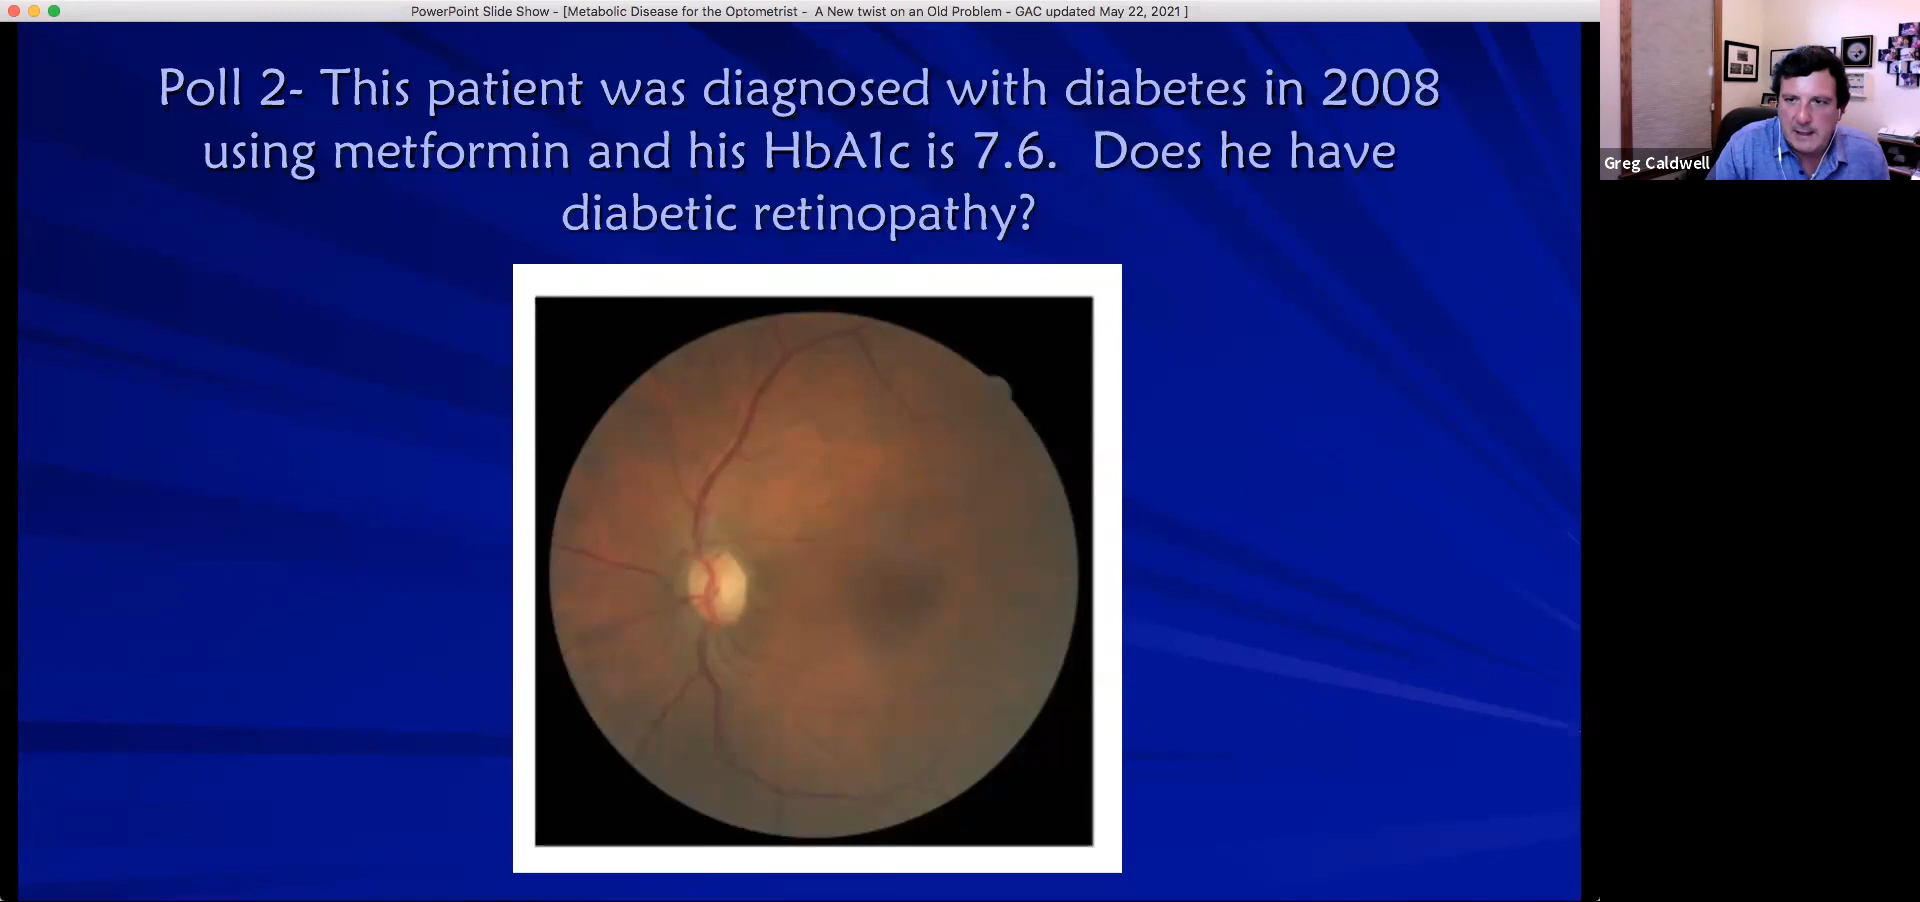 PowerPoint Slide Show - [Metabolic Disease for the Optometrist - A New twist on an Old Problem - GAC updated May 22, 2021 ]
Poll 2- This patient was diagnosed with diabetes in 2008
using metformin and his HbA1c is 7.6. Does he have
diabetic retinopathy?
Greg Caldwell